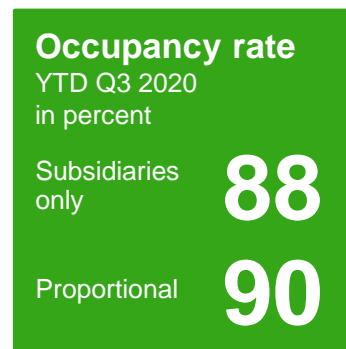 Occupancy rate
YTD Q3 2020
in percent
Subsidiaries
only
88
Proportional
90